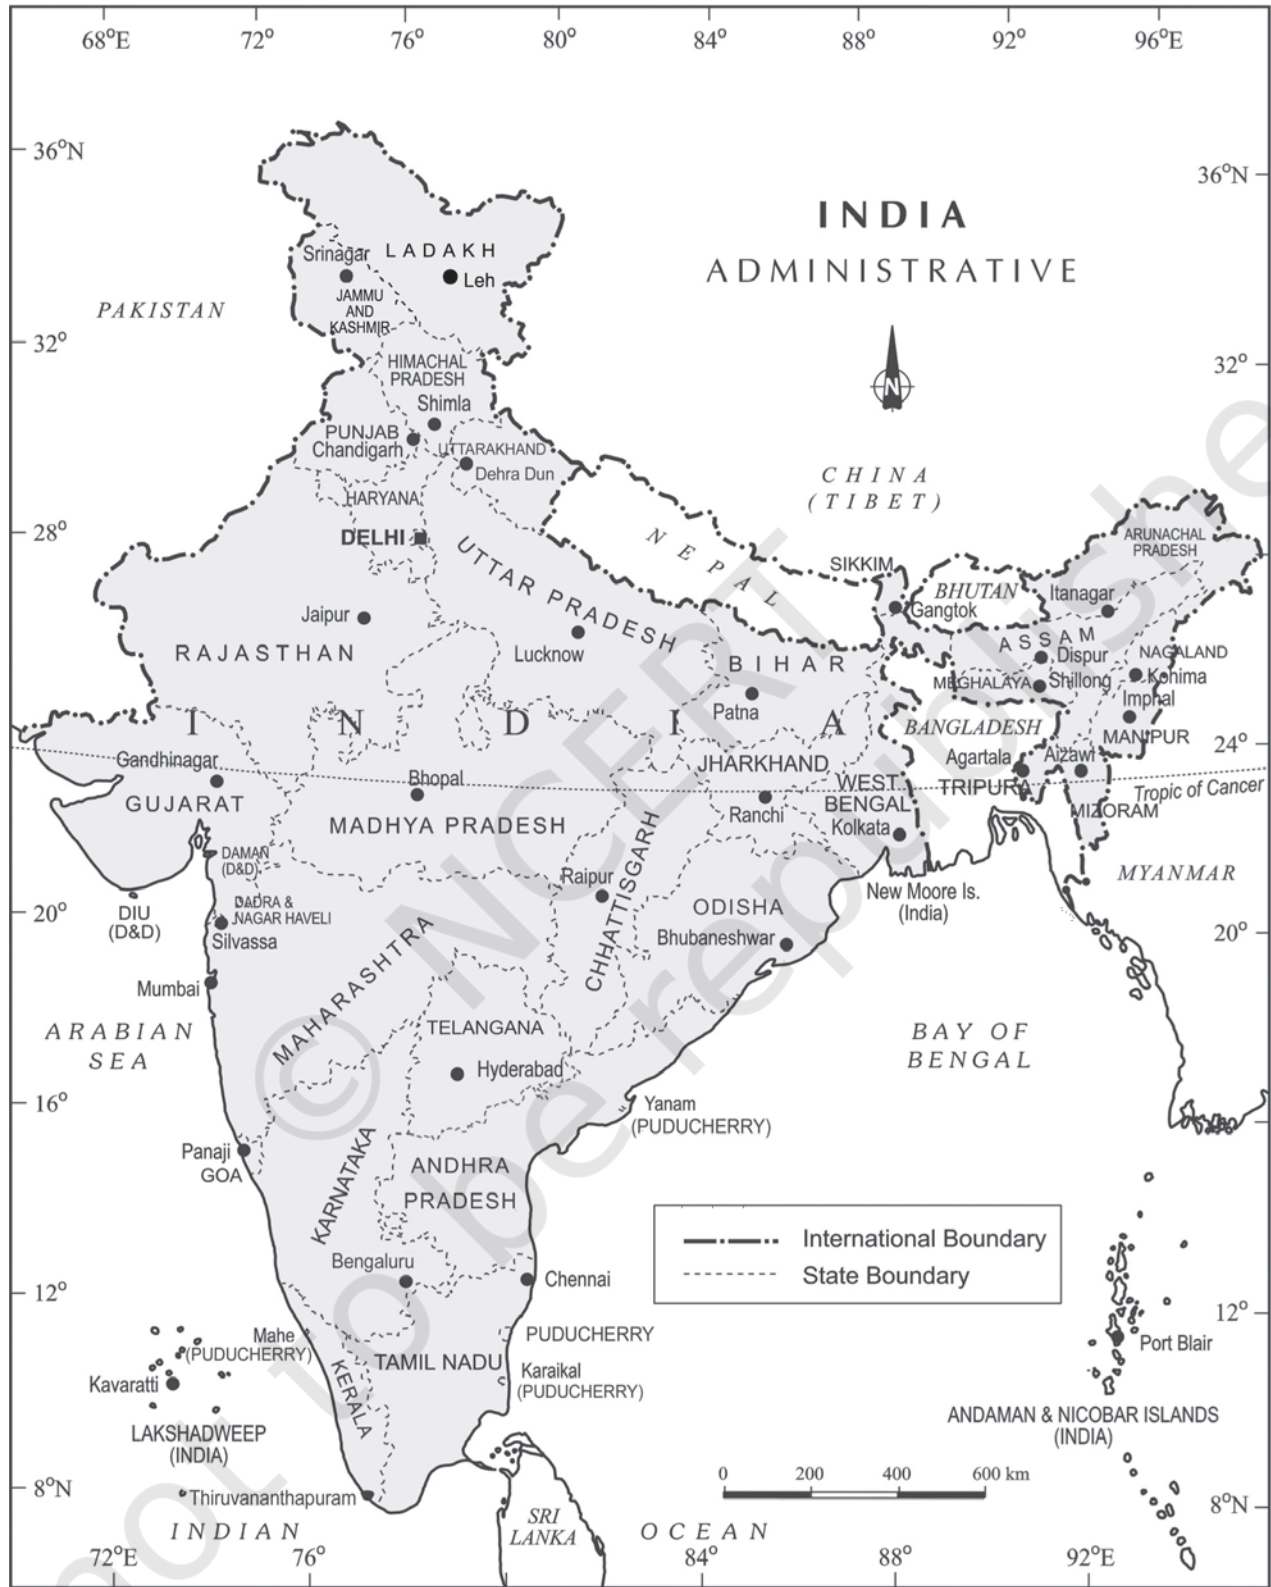 68°E 72° 76° 80° 84° 88° 92° 96°E
36°N
36°N
INDIA
ADMINISTRATIVE
Srinagar
LADAKH
Leh
JAMMU
AND
KASHMIR
PAKISTAN
32°
32°
N
HIMACHAL
PRADESH
Shimla
PUNJAB
Chandigarh
UTTARAKHAND
Dehra Dun
CHINA
(TIBET)
HARYANA
DELHI
28°
NEPAL
UTTAR PRADESH
Lucknow
SIKKIM
Gangtok
BHUTAN
ARUNACHAL
PRADESH
Itanagar
ASSAM
Dispur
NAGALAND
Kohima
MEGHALAYA
Shillong
Imphal
MANIPUR
Jaipur
RAJASTHAN
BIHAR
Patna
INDIA
BANGLADESH
24°
Agartala
Aizawl
TRIPURA
MIZORAM
Tropic of Cancer
Gandhinagar
GUJARAT
Bhopal
MADHYA PRADESH
JHARKHAND
Ranchi
WEST
BENGAL
Kolkata
MYANMAR
New Moore Is.
(India)
DAMAN
(D&D)
DADRA &
NAGAR HAVELI
Silvassa
DIU
(D&D)
20°
20°
Raipur
CHHATTISGARH
ODISHA
Bhubaneshwar
Mumbai
MAHARASHTRA
ARABIAN
SEA
BAY OF
BENGAL
TELANGANA
Hyderabad
16°
Yanam
(PUDUCHERRY)
Panaji
GOA
KARNATAKA
ANDHRA
PRADESH
International Boundary
State Boundary
Bengaluru
Chennai
12°
12°
Mahe
(PUDUCHERRY)
PUDUCHERRY
TAMIL NADU
Karaikal
(PUDUCHERRY)
KERALA
Kavaratti
LAKSHADWEEP
(INDIA)
Port Blair
ANDAMAN & NICOBAR ISLANDS
(INDIA)
0 200 400 600 km
8°N
8°N
Thiruvananthapuram
INDIAN OCEAN
SRI
LANKA
72°E 76° 84° 88° 92°E
© NCERT
not to be republishe